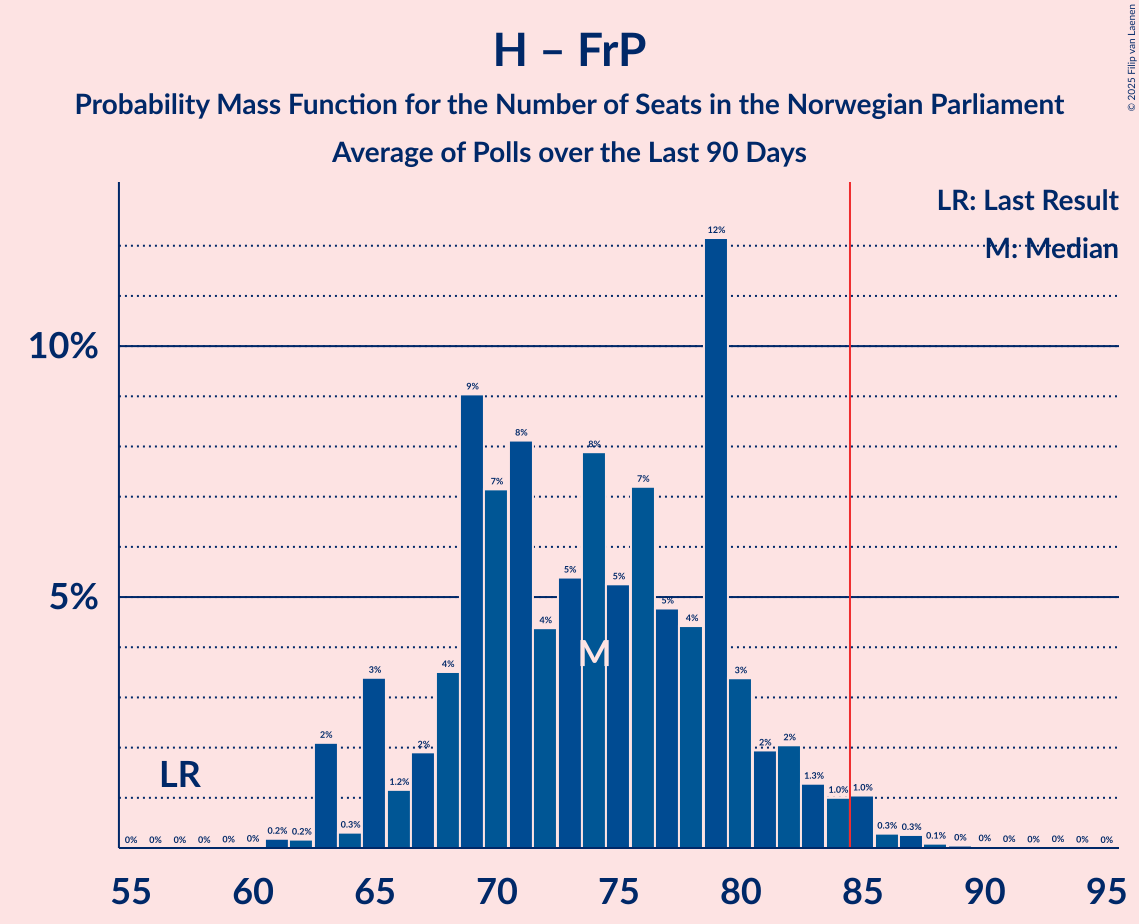 H – FrP
Probability Mass Function for the Number of Seats in the Norwegian Parliament
Average of Polls over the Last 90 Days
© 2025 Filip van Laenen
LR: Last Result
M: Median
10%
5%
LR
M
0% 0% 0% 0% 0% 0% 0.2% 0.2% 2% 0.3% 3% 1.2% 2% 4% 9% 7% 8% 4% 5% 8% 5% 7% 5% 4% 12% 3% 2% 2% 1.3% 1.0% 1.0% 0.3% 0.3% 0.1% 0% 0% 0% 0% 0% 0% 0%
55 60 65 70 75 80 85 90 95